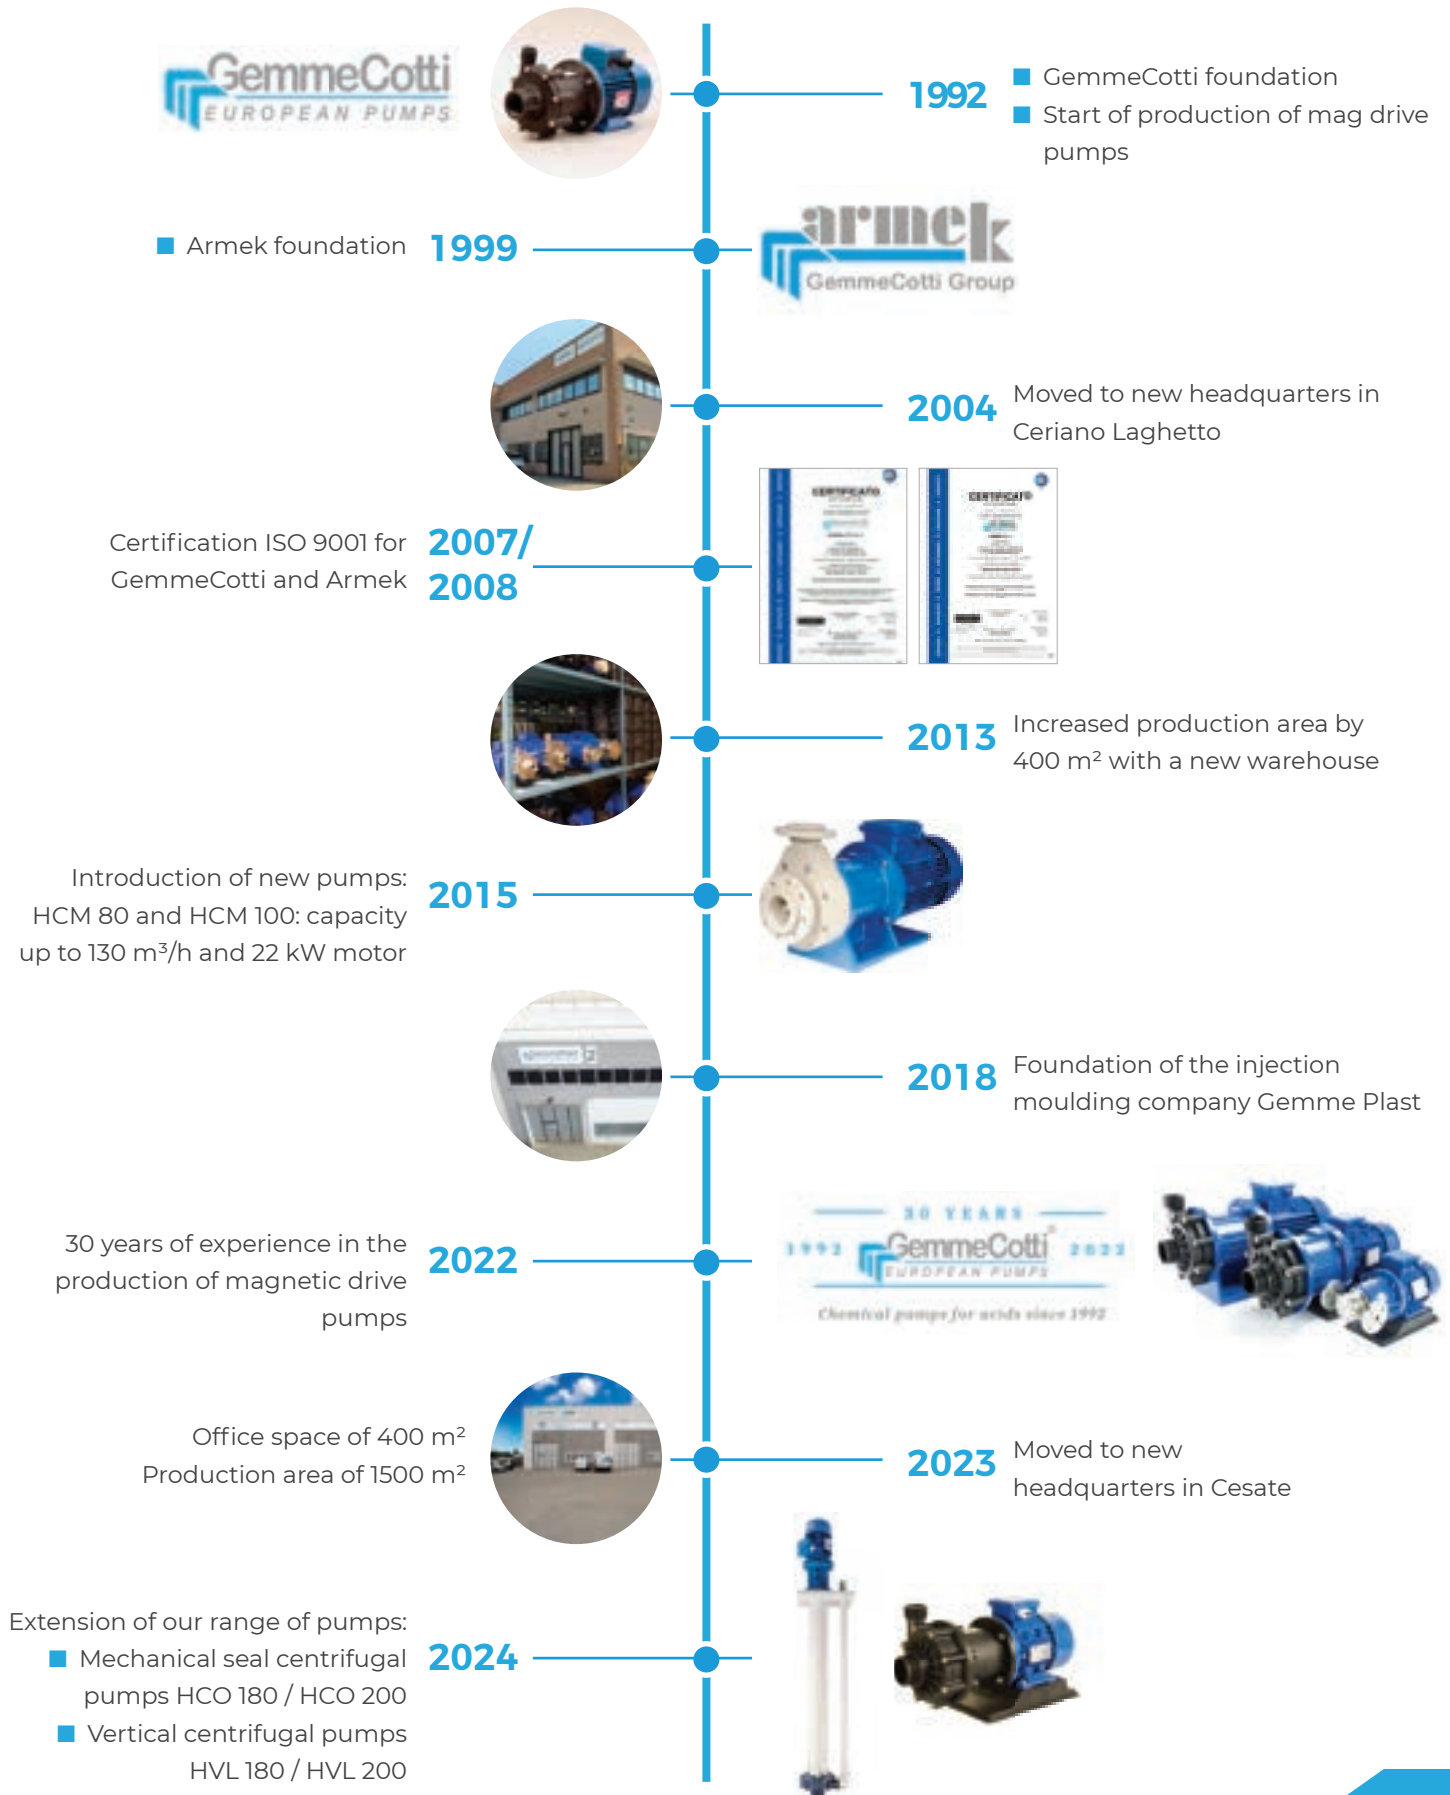 GemmeCotti
EUROPEAN PUMPS
1992
GemmeCotti foundation
Start of production of mag drive
pumps
Armek foundation
1999
armek
GemmeCotti Group
2004
Moved to new headquarters in
Ceriano Laghetto
Certification ISO 9001 for
GemmeCotti and Armek
2007/
2008
CERTIFICATO
CERTIFICATO
2013
Increased production area by
400 m² with a new warehouse
Introduction of new pumps:
HCM 80 and HCM 100: capacity
up to 130 m³/h and 22 kW motor
2015
2018
Foundation of the injection
moulding company Gemme Plast
30 years of experience in the
production of magnetic drive
pumps
2022
30 YEARS
1992 GemmeCotti® 2022
EUROPEAN PUMPS
Chemical pumps for acids since 1992
Office space of 400 m²
Production area of 1500 m²
2023
Moved to new
headquarters in Cesate
Extension of our range of pumps:
Mechanical seal centrifugal
pumps HCO 180 / HCO 200
Vertical centrifugal pumps
HVL 180 / HVL 200
2024